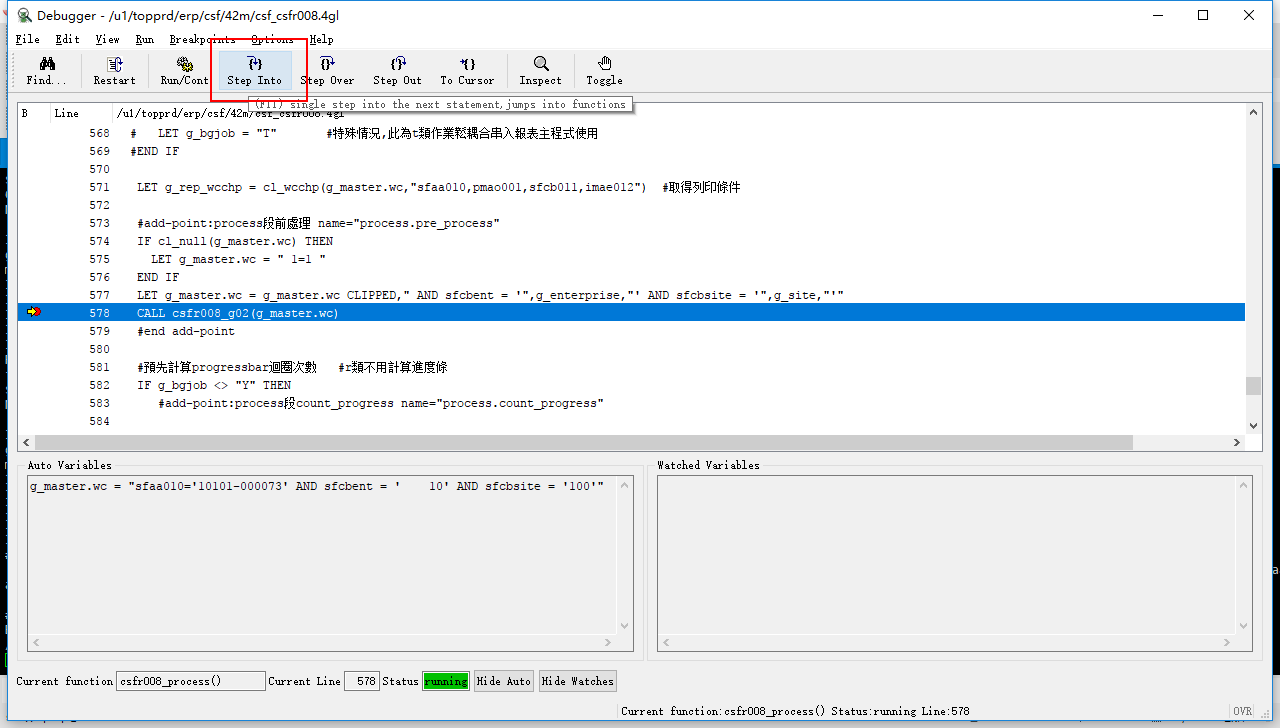 Debugger - /u1/topprd/erp/csf/42m/csf_csfr008.4gl
File Edit View Run Breakpoints Options Help
Find... Restart Run/Cont Step Into Step Over Step Out To Cursor Inspect Toggle
(F11) single step into the next statement,jumps into functions
B Line /u1/topprd/erp/csf/42m/csf_csfr008.4gl
568 # LET g_bgjob = "T" #特殊情況,此為t類作業鬆耦合串入報表主程式使用
569 #END IF
570
571 LET g_rep_wcchp = cl_wcchp(g_master.wc,"sfaa010,pmao001,sfcb011,imae012") #取得列印條件
572
573 #add-point:process段前處理 name="process.pre_process"
574 IF cl_null(g_master.wc) THEN
575 LET g_master.wc = " 1=1 "
576 END IF
577 LET g_master.wc = g_master.wc CLIPPED," AND sfcbent = '",g_enterprise,"' AND sfcbsite = '",g_site,"'"
578 CALL csfr008_g02(g_master.wc)
579 #end add-point
580
581 #預先計算progressbar迴圈次數 #r類不用計算進度條
582 IF g_bgjob <> "Y" THEN
583 #add-point:process段count_progress name="process.count_progress"
584
Auto Variables
g_master.wc = "sfaa010='10101-000073' AND sfcbent = '    10' AND sfcbsite = '100'"
Watched Variables
Current function csfr008_process() Current Line 578 Status running Hide Auto Hide Watches
Current function:csfr008_process() Status:running Line:578 OVR